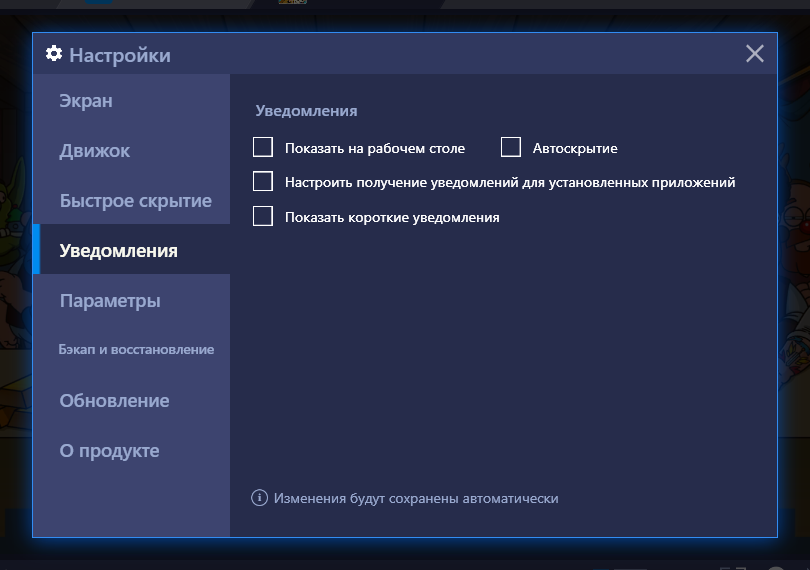 Настройки
Экран
Движок
Быстрое скрытие
Уведомления
Параметры
Бэкап и восстановление
Обновление
О продукте
Уведомления
Показать на рабочем столе
Автоскрытие
Настроить получение уведомлений для установленных приложений
Показать короткие уведомления
Изменения будут сохранены автоматически